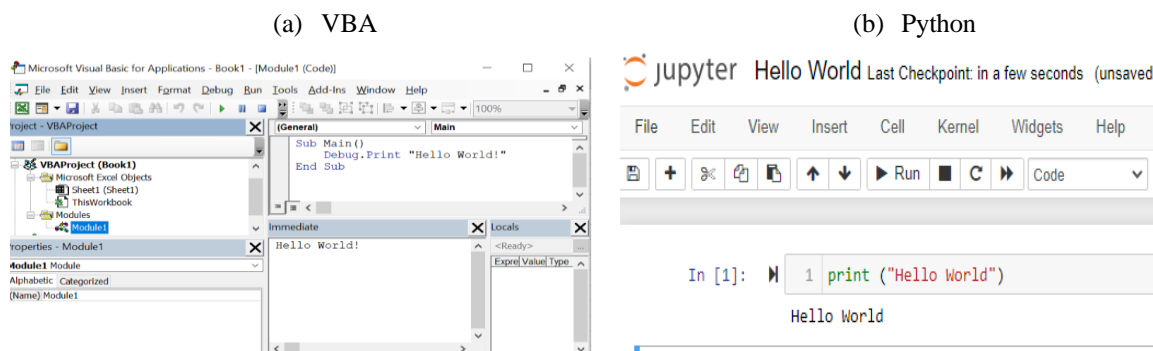 (a) VBA
Microsoft Visual Basic for Applications - Book1 - [Module1 (Code)]
File Edit View Insert Format Debug Run Tools Add-Ins Window Help
100%
roject - VBAProject
VBAProject (Book1)
Microsoft Excel Objects
Sheet1 (Sheet1)
ThisWorkbook
Modules
Module1
roperties - Module1
Module1 Module
Alphabetic Categorized
(Name) Module1
(General) Main
Sub Main()
Debug.Print "Hello World!"
End Sub
Immediate
Hello World!
Locals
<Ready>
Expre Value Type
(b) Python
jupyter Hello World Last Checkpoint: in a few seconds (unsaved
File Edit View Insert Cell Kernel Widgets Help
Run Code
In [1]: 1 print ("Hello World")
Hello World